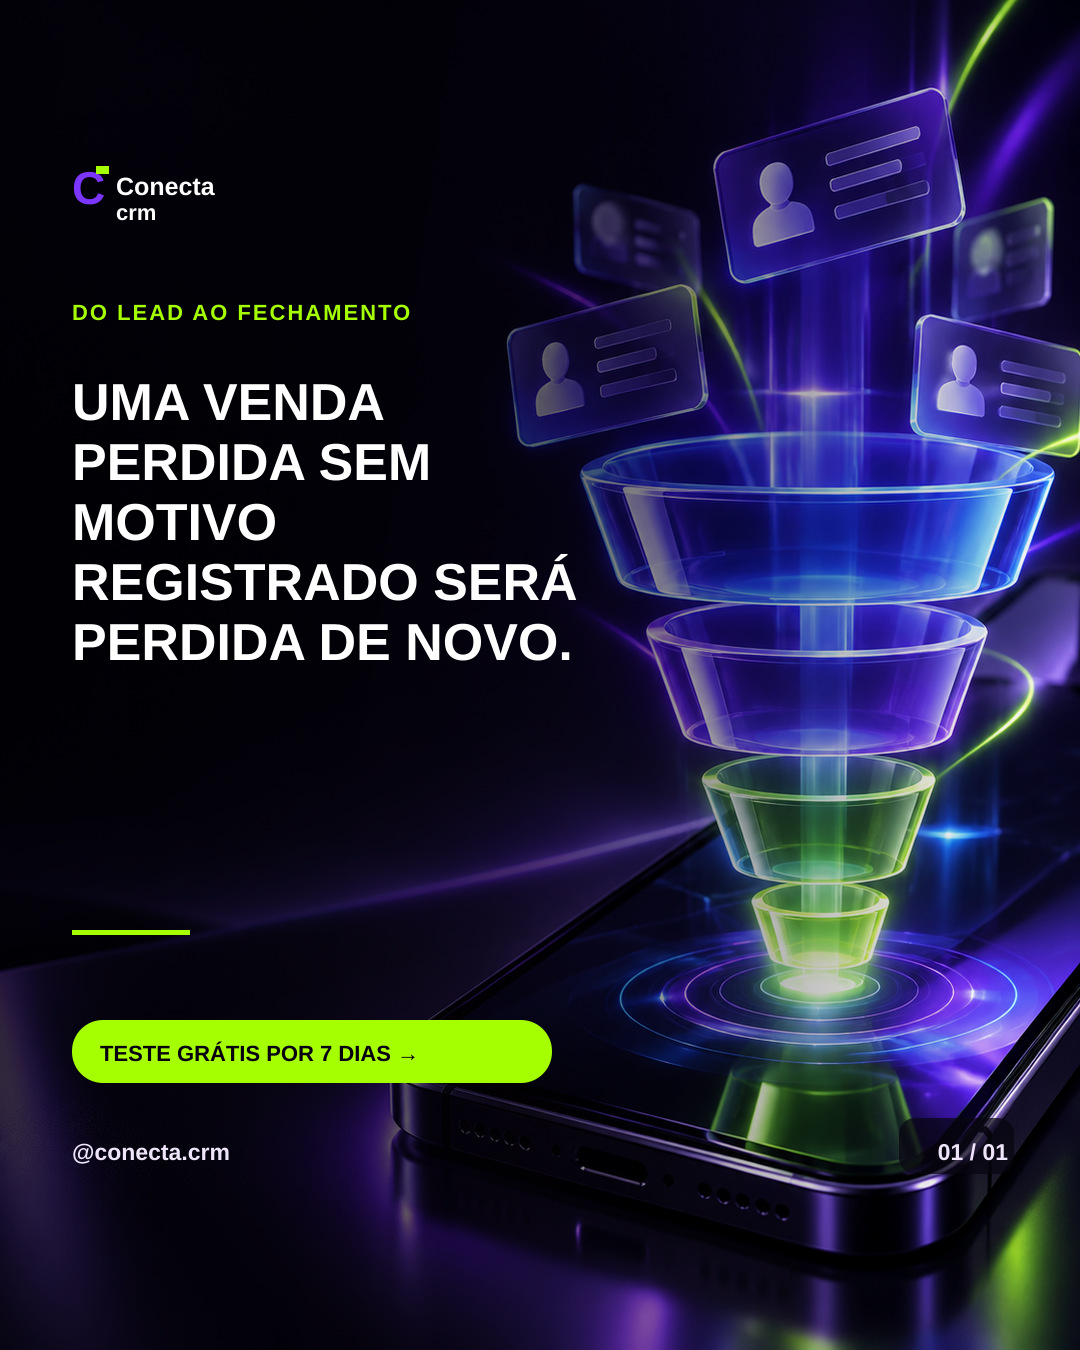 Conecta
crm
DO LEAD AO FECHAMENTO
UMA VENDA
PERDIDA SEM
MOTIVO
REGISTRADO SERÁ
PERDIDA DE NOVO.
TESTE GRÁTIS POR 7 DIAS →
@conecta.crm
01 / 01